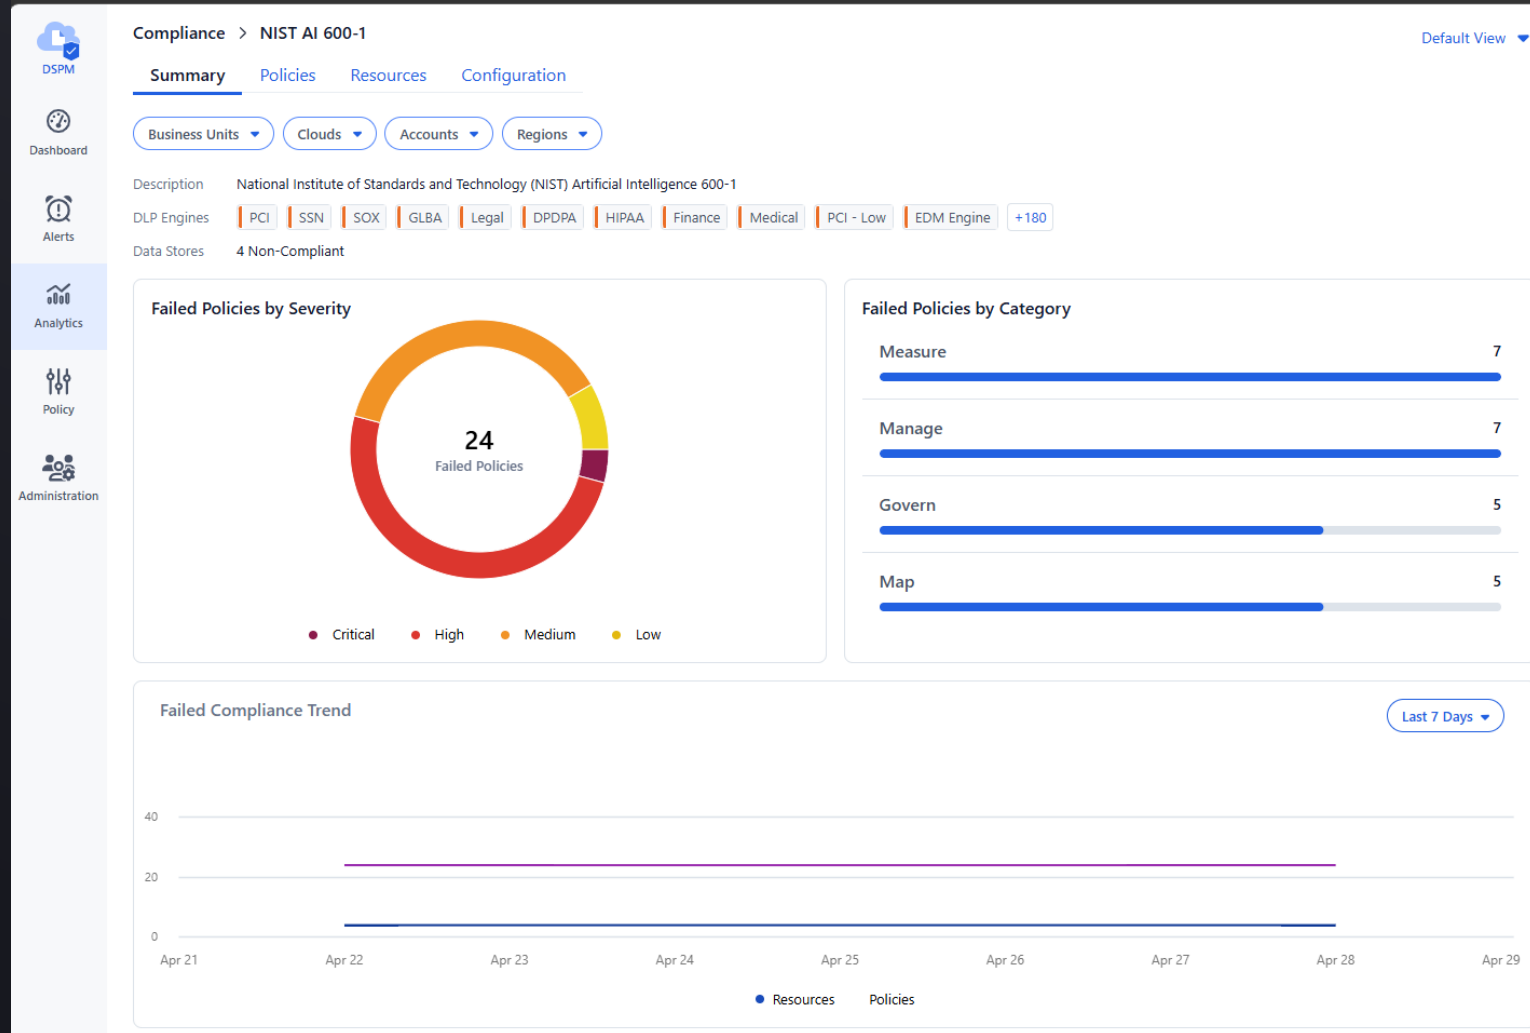 Compliance > NIST AI 600-1
Default View
DSPM
Summary Policies Resources Configuration
Dashboard
Business Units Clouds Accounts Regions
Description National Institute of Standards and Technology (NIST) Artificial Intelligence 600-1
DLP Engines PCI SSN SOX GLBA Legal DPDPA HIPAA Finance Medical PCI - Low EDM Engine +180
Data Stores 4 Non-Compliant
Alerts
Analytics
Policy
Administration
Failed Policies by Severity
24
Failed Policies
Critical High Medium Low
Failed Policies by Category
Measure 7
Manage 7
Govern 5
Map 5
Failed Compliance Trend
Last 7 Days
40
20
0
Apr 21 Apr 22 Apr 23 Apr 24 Apr 25 Apr 26 Apr 27 Apr 28 Apr 29
Resources Policies